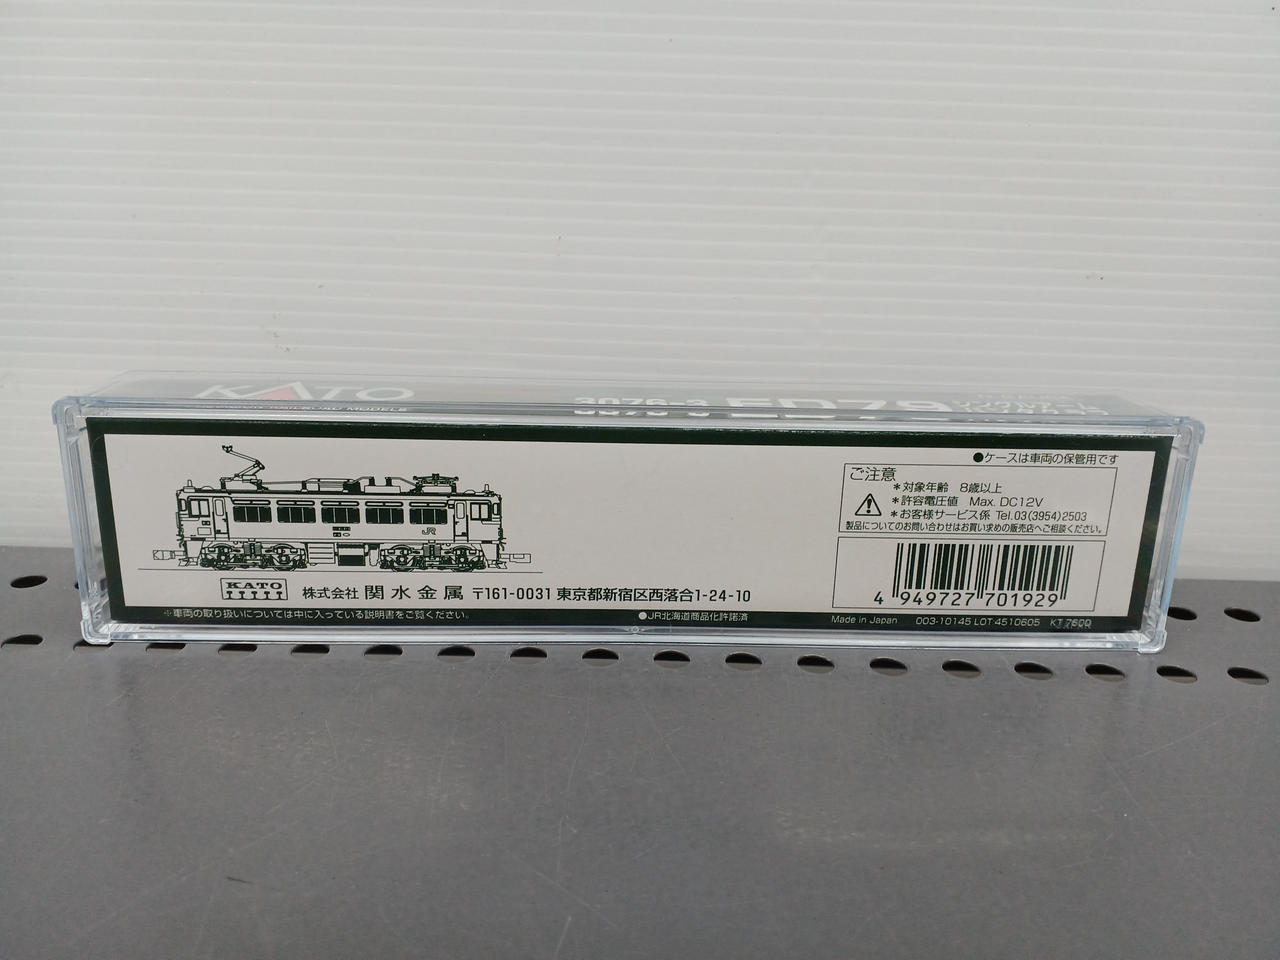 KATO
3076-3 ED79
●ケースは車両の保管用です
ご注意
＊対象年齢 8歳以上
＊許容電圧値 Max. DC12V
＊お客様サービス係 Tel.03(3954)2503
製品についてのお問い合わせはお買い求めの販売店へご相談ください。
JR
KATO
株式会社 関水金属 〒161-0031 東京都新宿区西落合1-24-10
4 949727 701929
※車両の取り扱いについては中に入っている説明書をご覧ください。
●JR北海道商品化許諾済
Made in Japan 003-10145 LOT 4510605 KT 7600